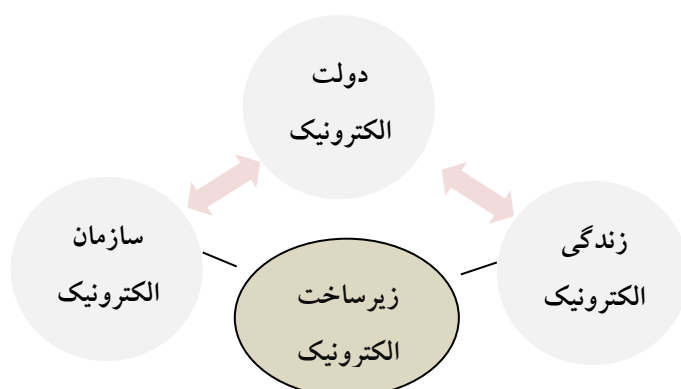 دولت
الکترونیک
زندگی
الکترونیک
سازمان
الکترونیک
زیرساخت
الکترونیک